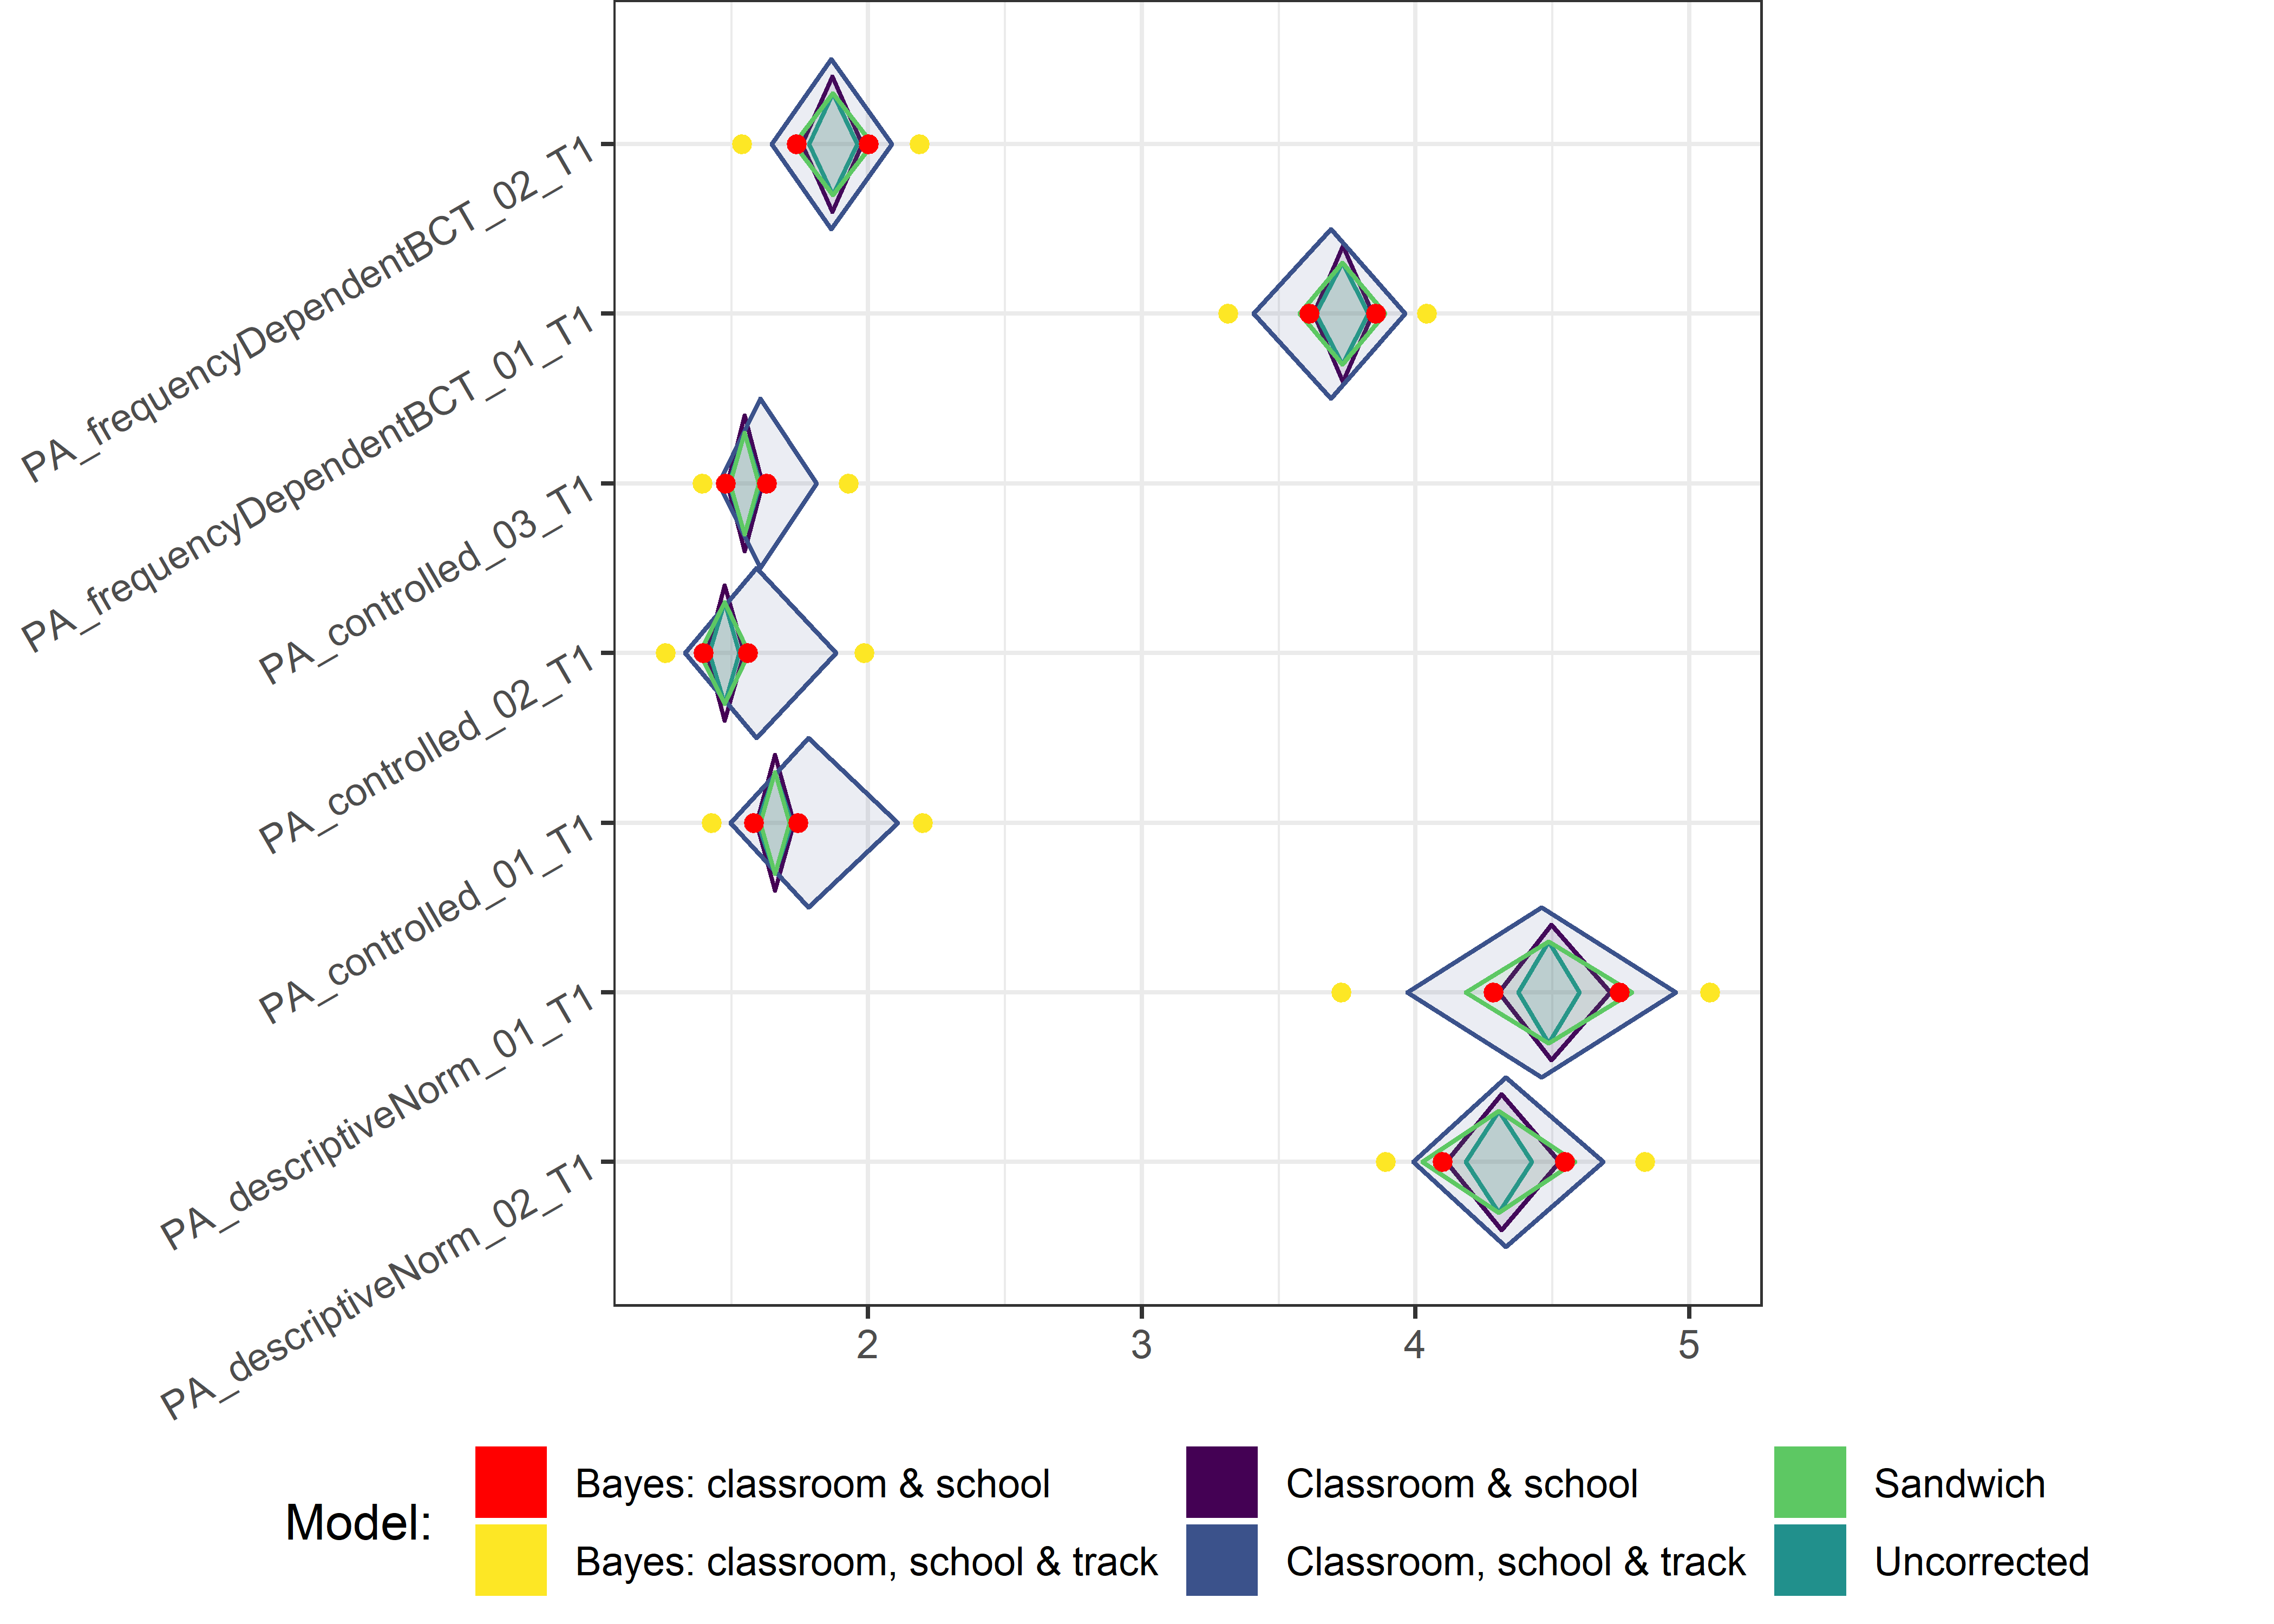 PA_frequencyDependentBCT_02_T1
PA_frequencyDependentBCT_01_T1
PA_controlled_03_T1
PA_controlled_02_T1
PA_controlled_01_T1
PA_descriptiveNorm_01_T1
PA_descriptiveNorm_02_T1
2 3 4 5
Model:
Bayes: classroom & school
Bayes: classroom, school & track
Classroom & school
Classroom, school & track
Sandwich
Uncorrected